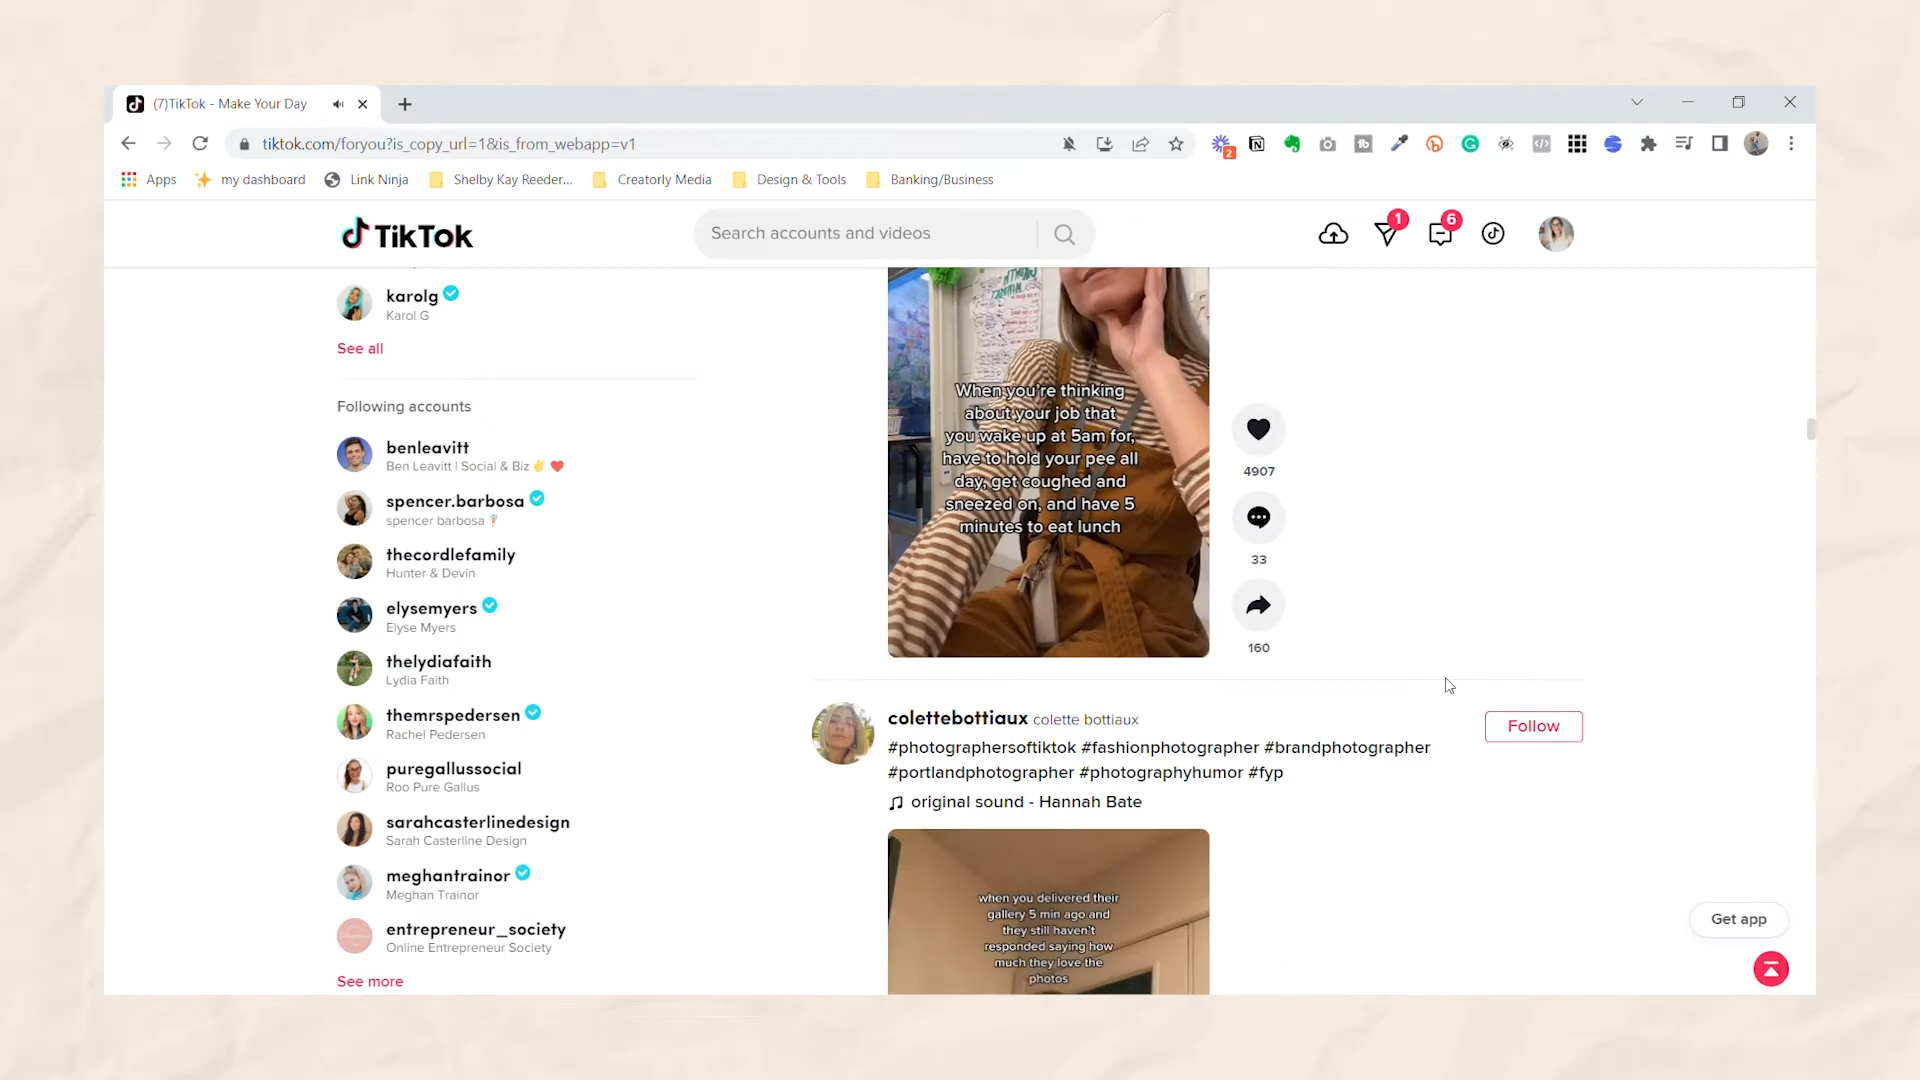 (7)TikTok - Make Your Day
tiktok.com/foryou?is_copy_url=1&is_from_webapp=v1
2
Apps
my dashboard
Link Ninja
Shelby Kay Reeder...
Creatorly Media
Design & Tools
Banking/Business
TikTok
Search accounts and videos
1
6
karolg
Karol G
See all
Following accounts
benleavitt
Ben Leavitt | Social & Biz
spencer.barbosa
spencer barbosa
thecordlefamily
Hunter & Devin
elysemyers
Elyse Myers
thelydiafaith
Lydia Faith
themrspedersen
Rachel Pedersen
puregallussocial
Roo Pure Gallus
sarahcasterlinedesign
Sarah Casterline Design
meghantrainor
Meghan Trainor
entrepreneur_society
Online Entrepreneur Society
See more
When you're thinking
about your job that
you wake up at 5am for,
have to hold your pee all
day, get coughed and
sneezed on, and have 5
minutes to eat lunch
4907
33
160
colettebottiaux colette bottiaux
Follow
#photographersoftiktok #fashionphotographer #brandphotographer
#portlandphotographer #photographyhumor #fyp
original sound - Hannah Bate
when you delivered their
gallery 5 min ago and
they still haven't
responded saying how
much they love the
photos
Get app